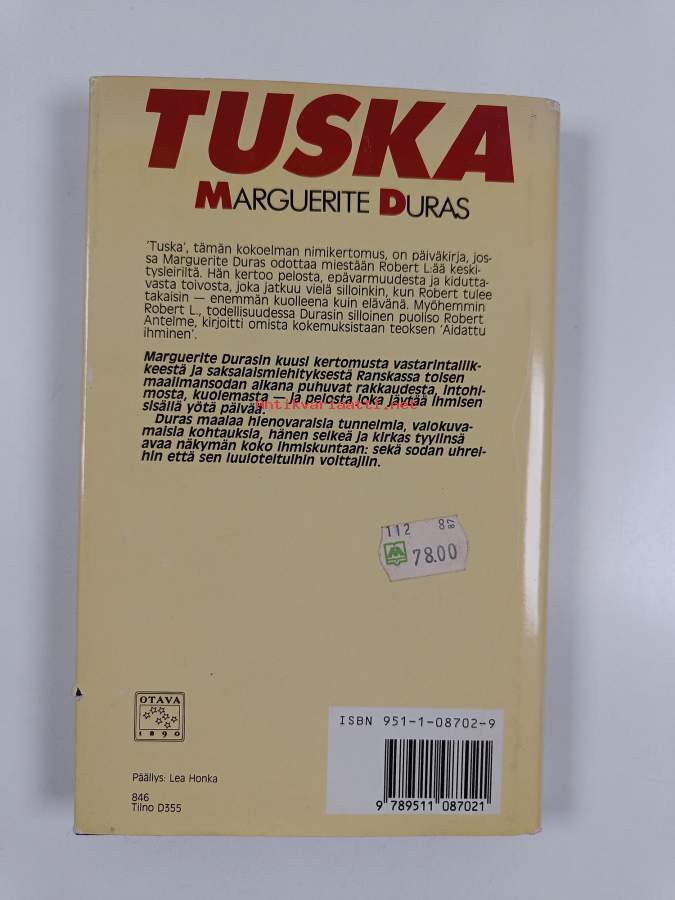 TUSKA
MARGUERITE DURAS
'Tuska', tämän kokoelman nimikertomus, on päiväkirja, jos-
sa Marguerite Duras odottaa miestään Robert L:ää keski-
tysleiriltä. Hän kertoo pelosta, epävarmuudesta ja kidutta-
vasta toivosta, joka jatkuu vielä silloinkin, kun Robert tulee
takaisin — enemmän kuolleena kuin elävänä. Myöhemmin
Robert L., todellisuudessa Durasin silloinen puoliso Robert
Antelme, kirjoitti omista kokemuksistaan teoksen 'Aidattu
ihminen'.
Marguerite Durasin kuusi kertomusta vastarintaliik-
keestä ja saksalaismiehityksestä Ranskassa toisen
maailmansodan aikana puhuvat rakkaudesta, intohi-
mosta, kuolemasta — ja pelosta joka jäytää ihmisen
antikvariaatti.net
sisällä yötä päivää.
Duras maalaa hienovaraisia tunnelmia, valokuva-
maisia kohtauksia, hänen selkeä ja kirkas tyylinsä
avaa näkymän koko ihmiskuntaan: sekä sodan uhrei-
hin että sen luuloteltuihin voittajiin.
112 8 87
78.00
OTAVA
1890
ISBN 951-1-08702-9
9 789511 087021
Päällys: Lea Honka
846
Tilno D355